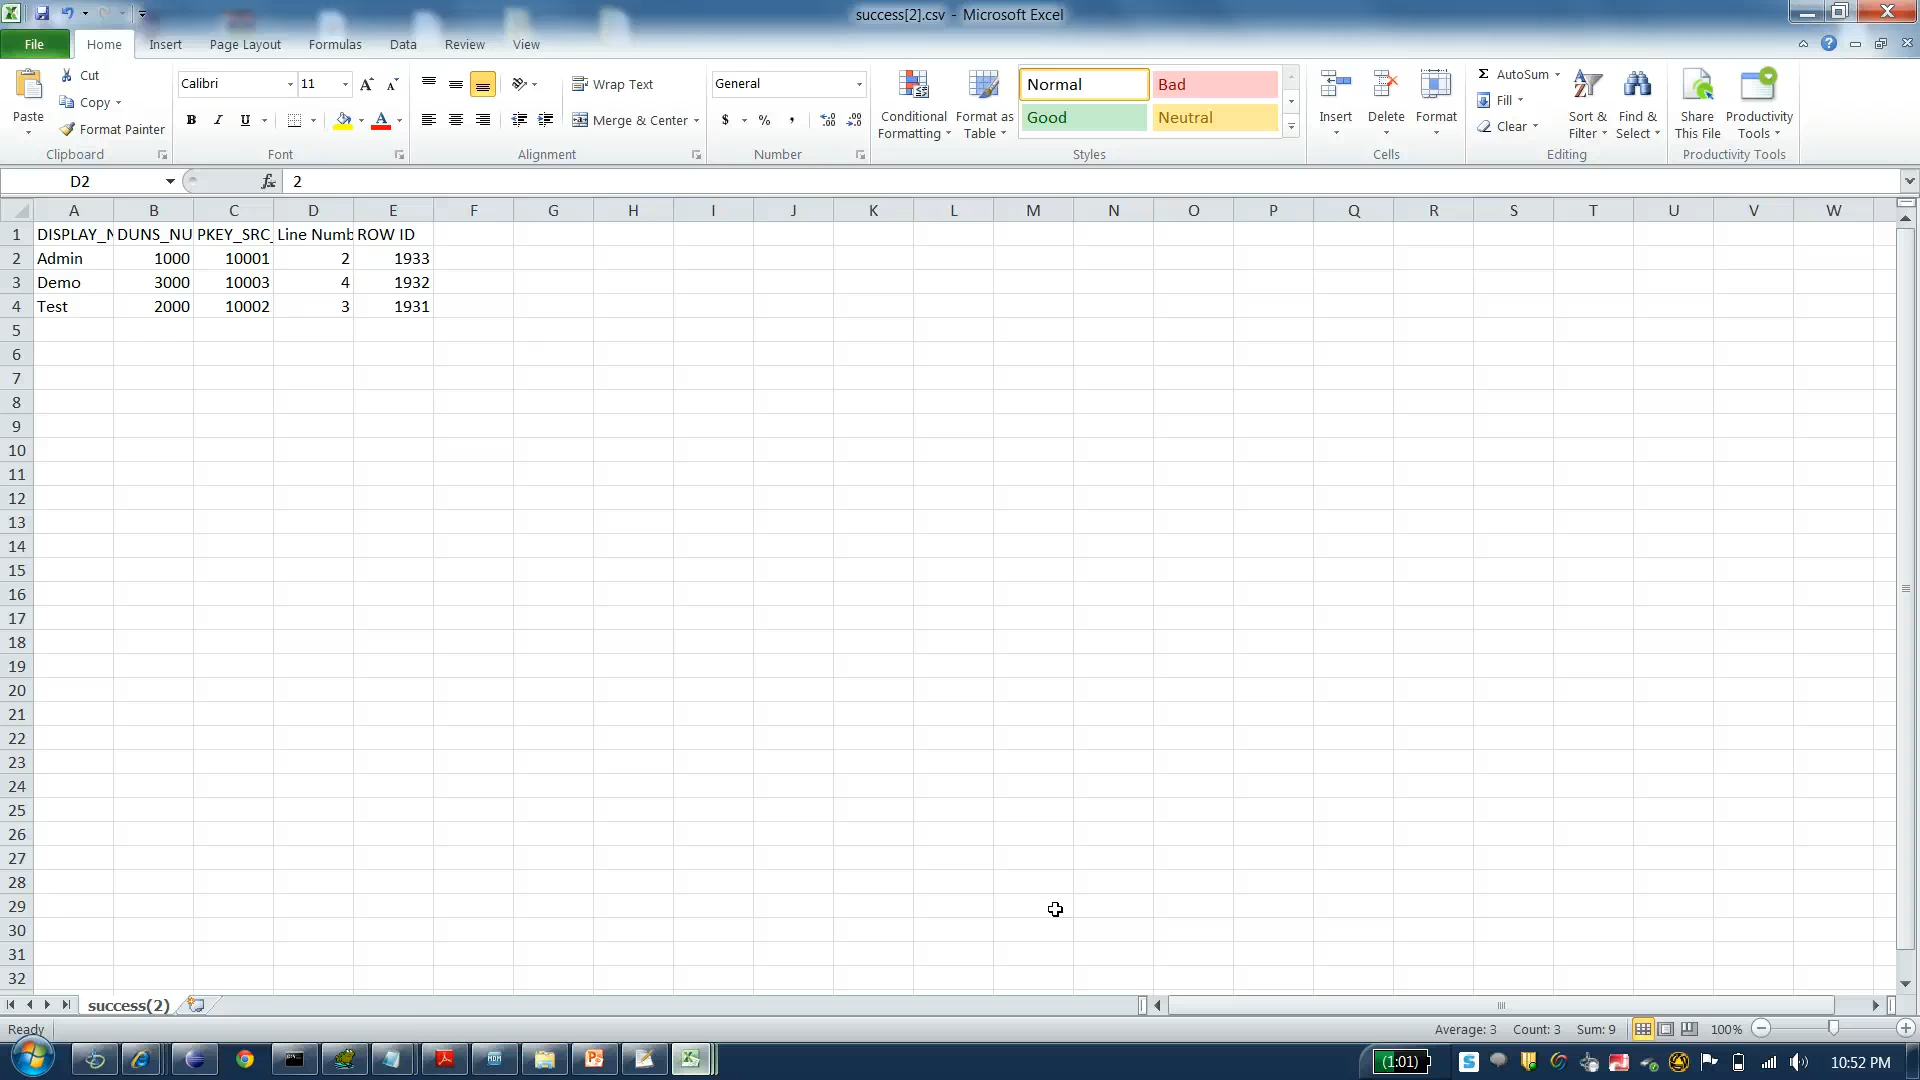 success[2].csv - Microsoft Excel
File Home Insert Page Layout Formulas Data Review View
Paste
Cut
Copy
Format Painter
Calibri 11
B I U
Wrap Text
Merge & Center
General
$ % ,
Conditional Formatting
Format as Table
Normal Bad
Good Neutral
Insert Delete Format
Σ AutoSum
Fill
Clear
Sort & Filter
Find & Select
Share This File
Productivity Tools
Clipboard Font Alignment Number Styles Cells Editing Productivity Tools
D2 fx 2
A B C D E F G H I J K L M N O P Q R S T U V W
1 DISPLAY_N DUNS_NU PKEY_SRC_ Line Numb ROW ID
2 Admin 1000 10001 2 1933
3 Demo 3000 10003 4 1932
4 Test 2000 10002 3 1931
5
6
7
8
9
10
11
12
13
14
15
16
17
18
19
20
21
22
23
24
25
26
27
28
29
30
31
32
success(2)
Ready Average: 3 Count: 3 Sum: 9 100%
MDM (1:01) 10:52 PM